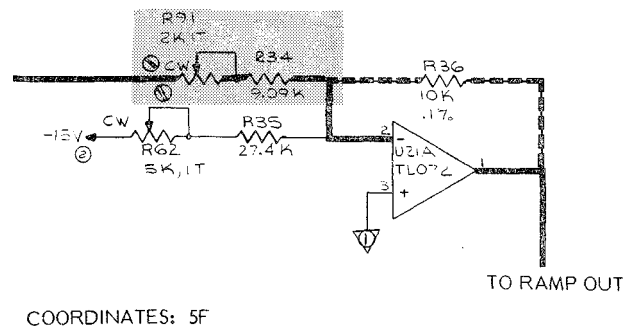 R91
2K 1T
CW
R34
9.09K
R36
10K
.1%
CW
-15V
2
R62
5K, 1T
R35
27.4K
2
-
U21A
TL072
1
3
+
1
TO RAMP OUT
COORDINATES: 5F